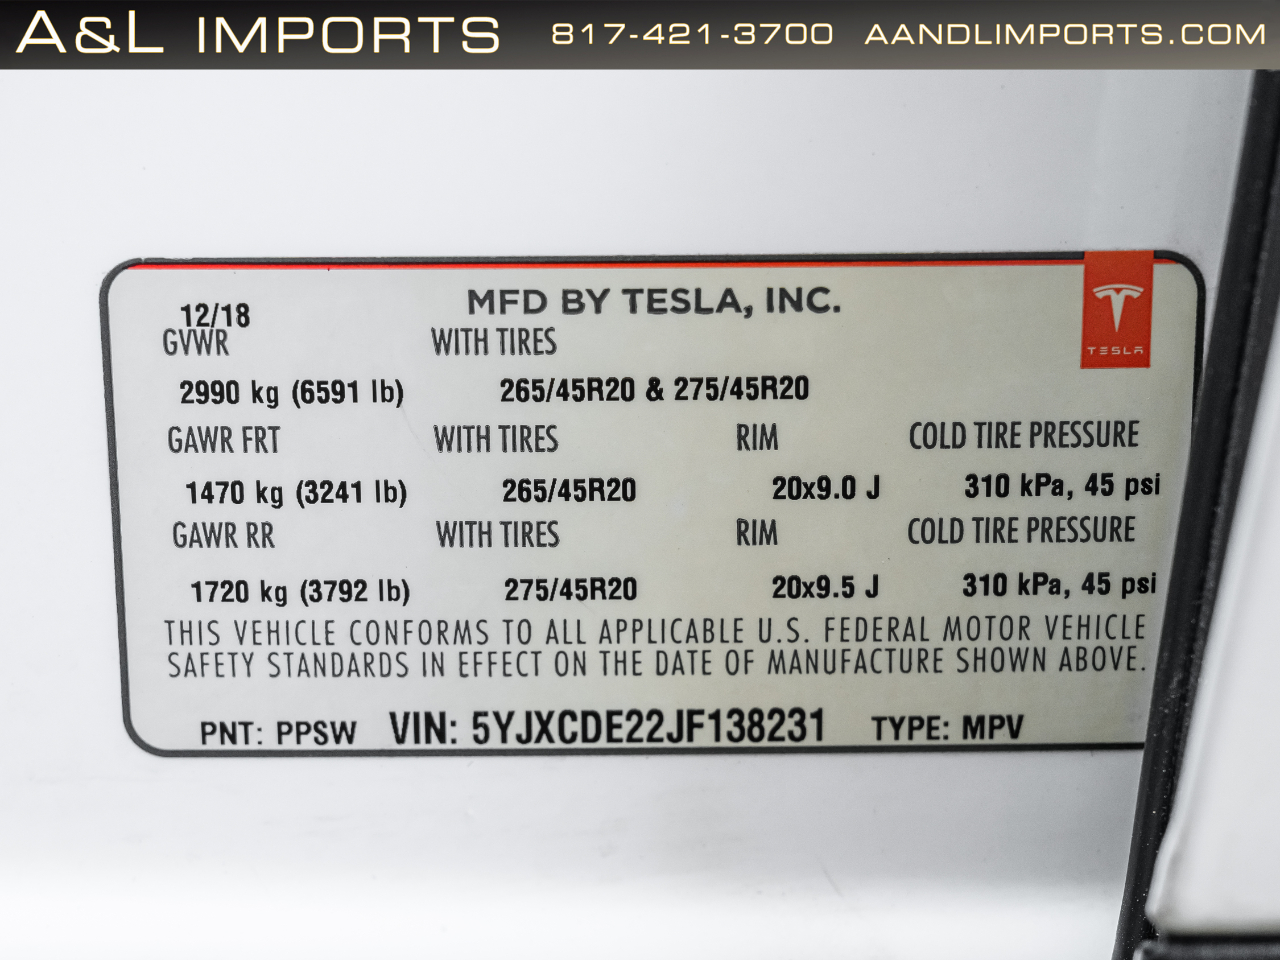 A&L IMPORTS 817-421-3700 AANDLIMPORTS.COM
12/18 MFD BY TESLA, INC.
TESLA
GVWR WITH TIRES
2990 kg (6591 lb) 265/45R20 & 275/45R20
GAWR FRT WITH TIRES RIM COLD TIRE PRESSURE
1470 kg (3241 lb) 265/45R20 20x9.0 J 310 kPa, 45 psi
GAWR RR WITH TIRES RIM COLD TIRE PRESSURE
1720 kg (3792 lb) 275/45R20 20x9.5 J 310 kPa, 45 psi
THIS VEHICLE CONFORMS TO ALL APPLICABLE U.S. FEDERAL MOTOR VEHICLE
SAFETY STANDARDS IN EFFECT ON THE DATE OF MANUFACTURE SHOWN ABOVE.
PNT: PPSW VIN: 5YJXCDE22JF138231 TYPE: MPV